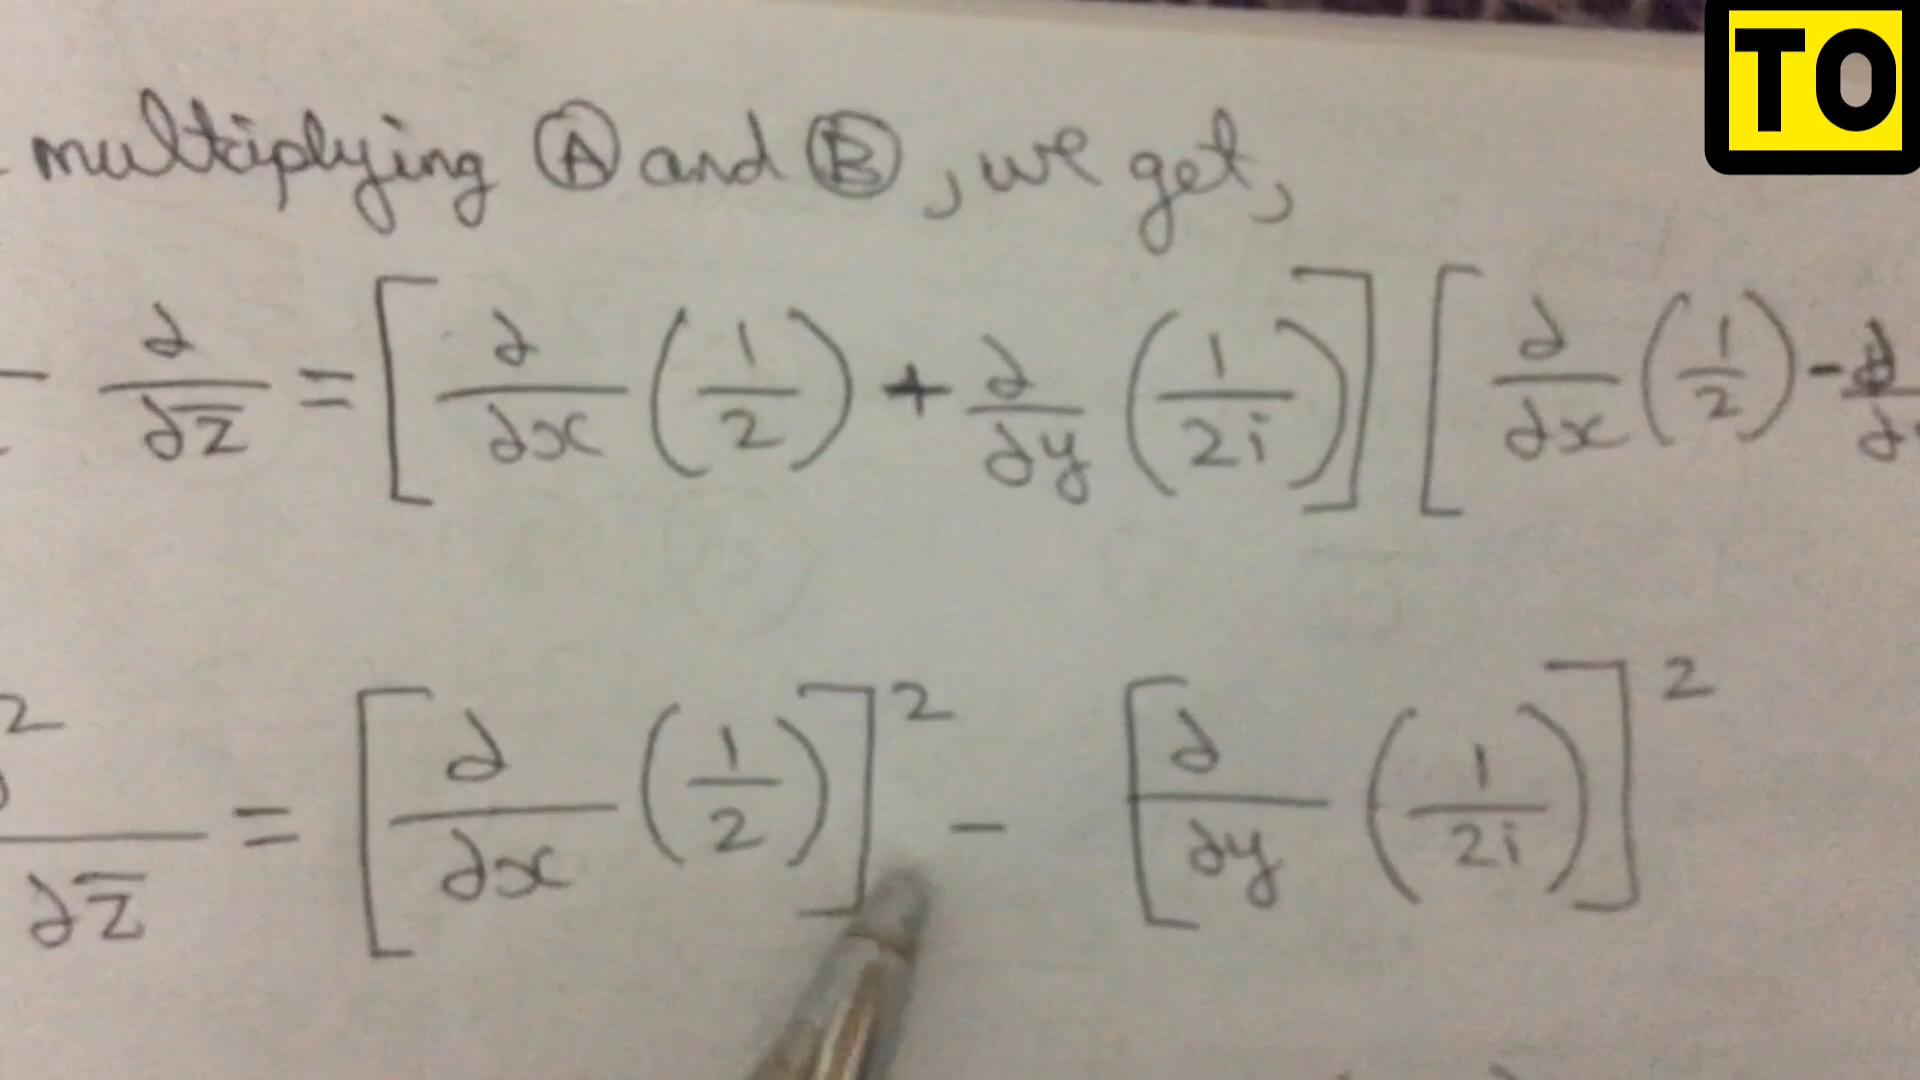 TO
multiplying Ⓐ and Ⓑ, we get,
∂/∂z̄ = [∂/∂x (1/2) + ∂/∂y (1/2i)] [∂/∂x (1/2) - ∂/∂
2/∂z̄ = [∂/∂x (1/2)]² - [∂/∂y (1/2i)]²